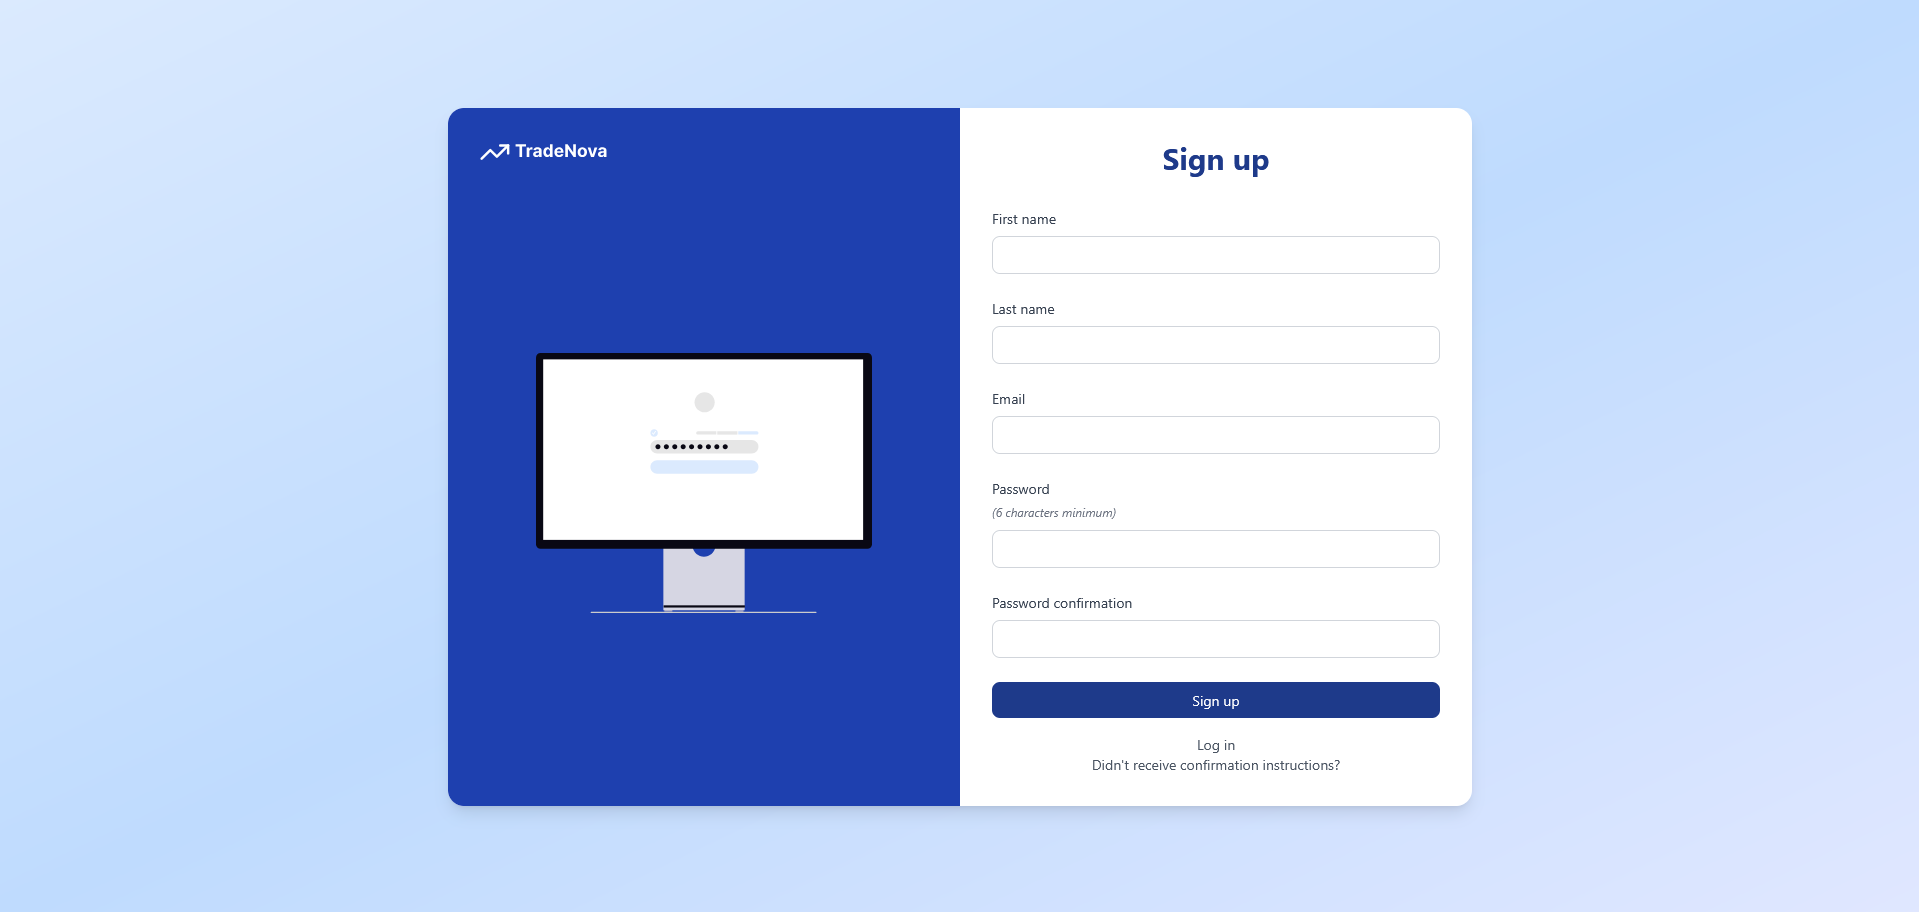 TradeNova
Sign up
First name
Last name
Email
Password
(6 characters minimum)
Password confirmation
Sign up
Log in
Didn't receive confirmation instructions?